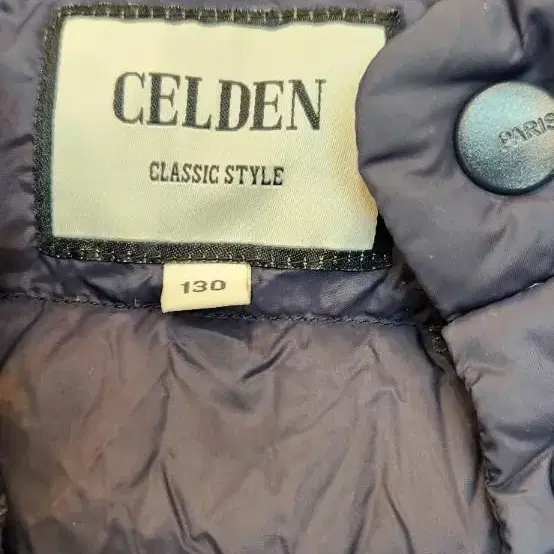 CELDEN
CLASSIC STYLE
130
PARIS